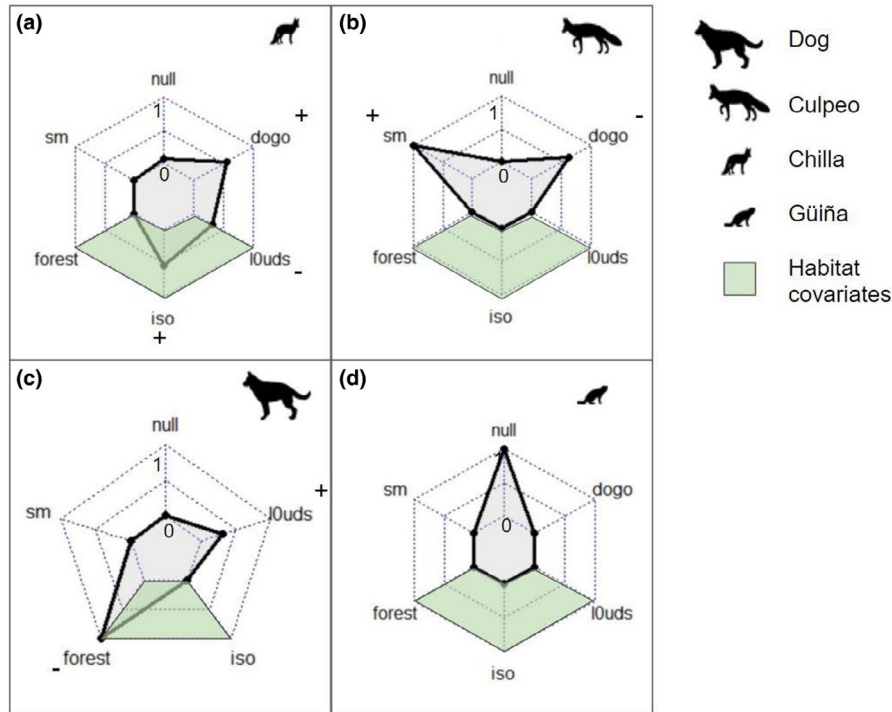 (a)
null
1
+
sm
dogo
0
forest
l0uds
-
iso
+
(b)
null
+
1
-
sm
dogo
0
forest
l0uds
iso
(c)
null
1
+
sm
l0uds
0
-
forest
iso
(d)
null
1
sm
dogo
0
forest
l0uds
iso
Dog
Culpeo
Chilla
Güiña
Habitat
covariates